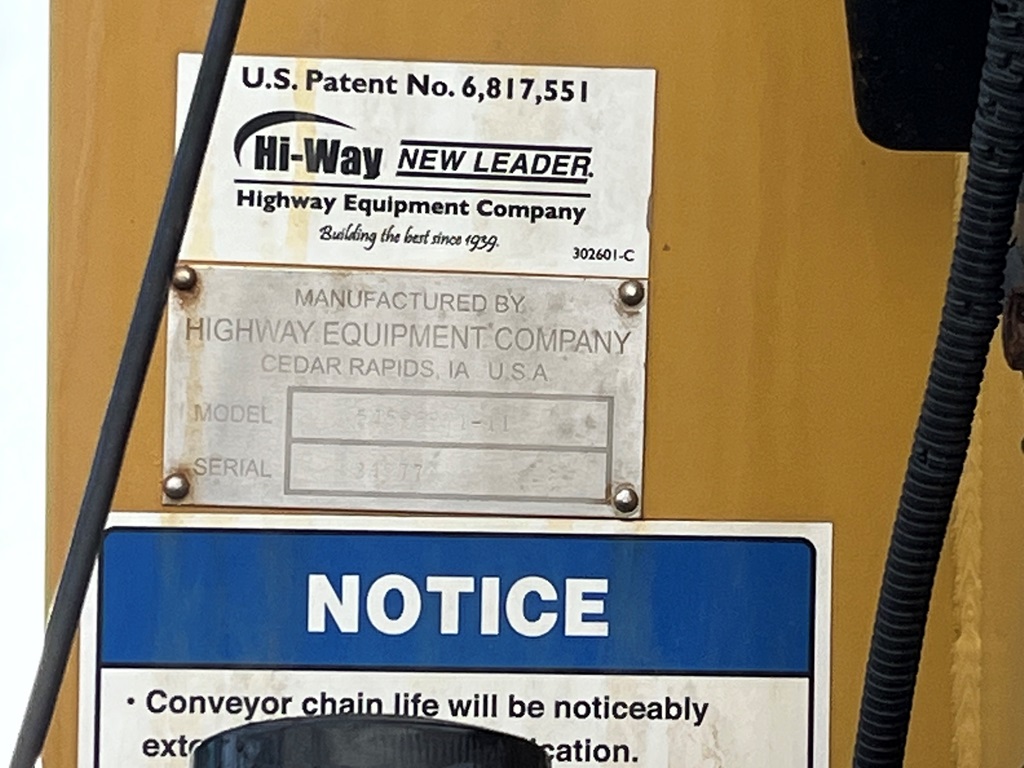 U.S. Patent No. 6,817,551
Hi-Way NEW LEADER.
Highway Equipment Company
Building the best since 1939.
302601-C
MANUFACTURED BY
HIGHWAY EQUIPMENT COMPANY
CEDAR RAPIDS, IA U.S.A
MODEL
SERIAL
NOTICE
· Conveyor chain life will be noticeably